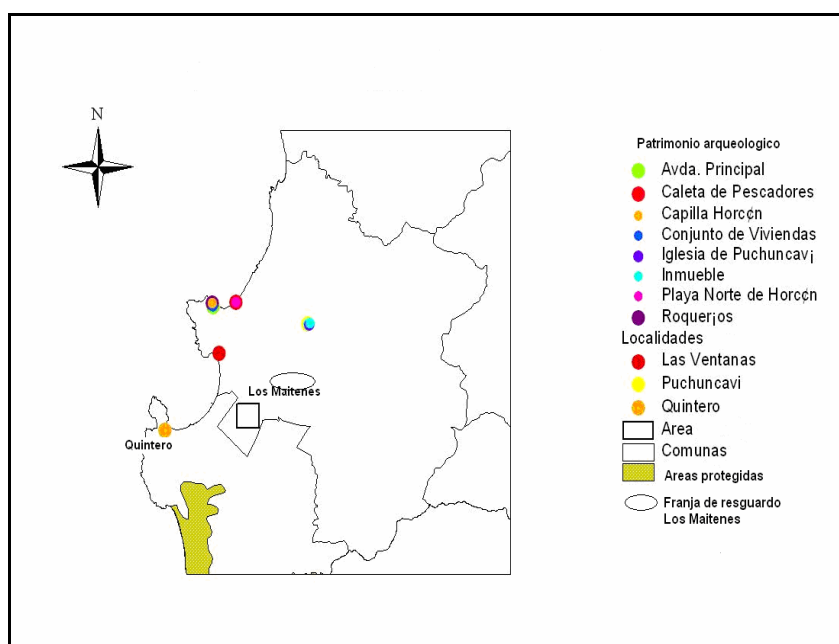 N
Patrimonio arqueologico
Avda. Principal
Caleta de Pescadores
Capilla Horc¢n
Conjunto de Viviendas
Iglesia de Puchuncav¡
Inmueble
Playa Norte de Horc¢n
Roquer¡os
Localidades
Las Ventanas
Puchuncavi
Quintero
Area
Comunas
Areas protegidas
Franja de resguardo
Los Maitenes
Los Maitenes
Quintero